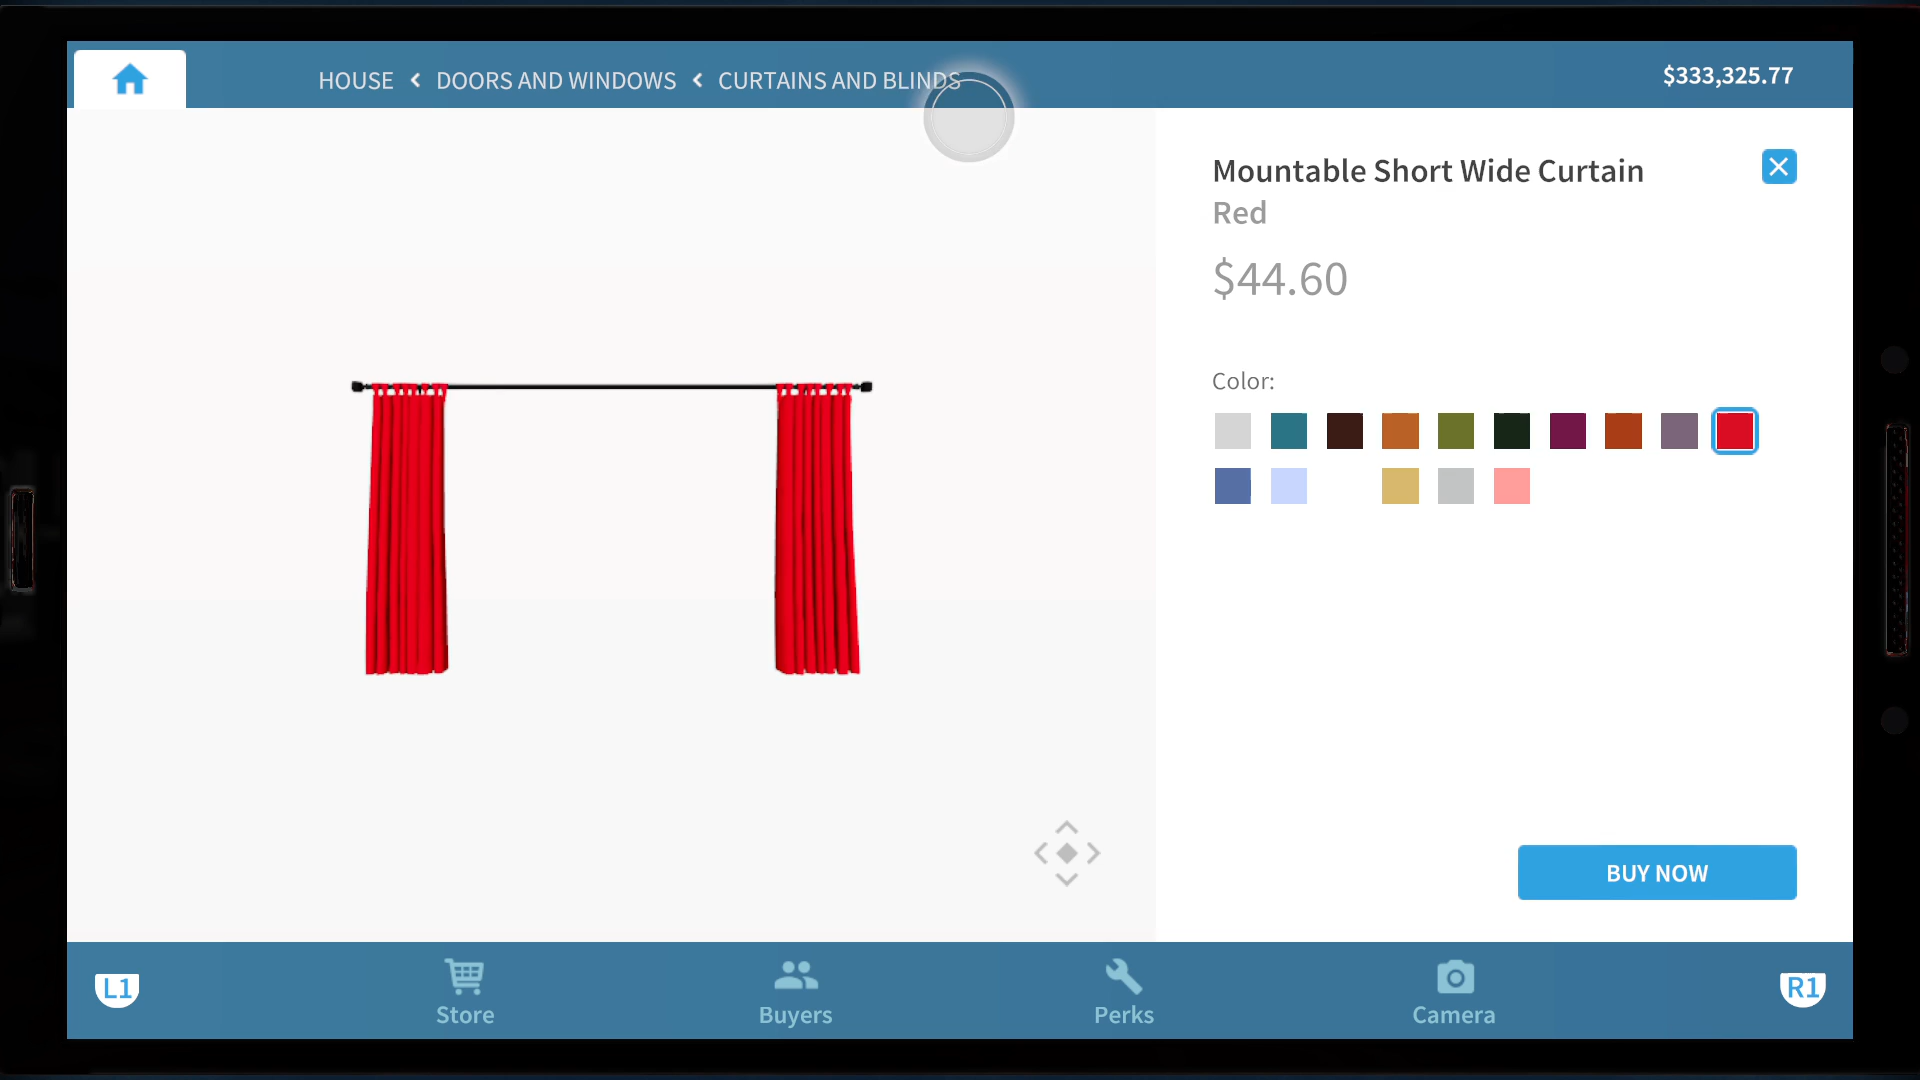 HOUSE < DOORS AND WINDOWS < CURTAINS AND BLINDS
$333,325.77
Mountable Short Wide Curtain
Red
$44.60
Color:
BUY NOW
L1
Store
Buyers
Perks
Camera
R1